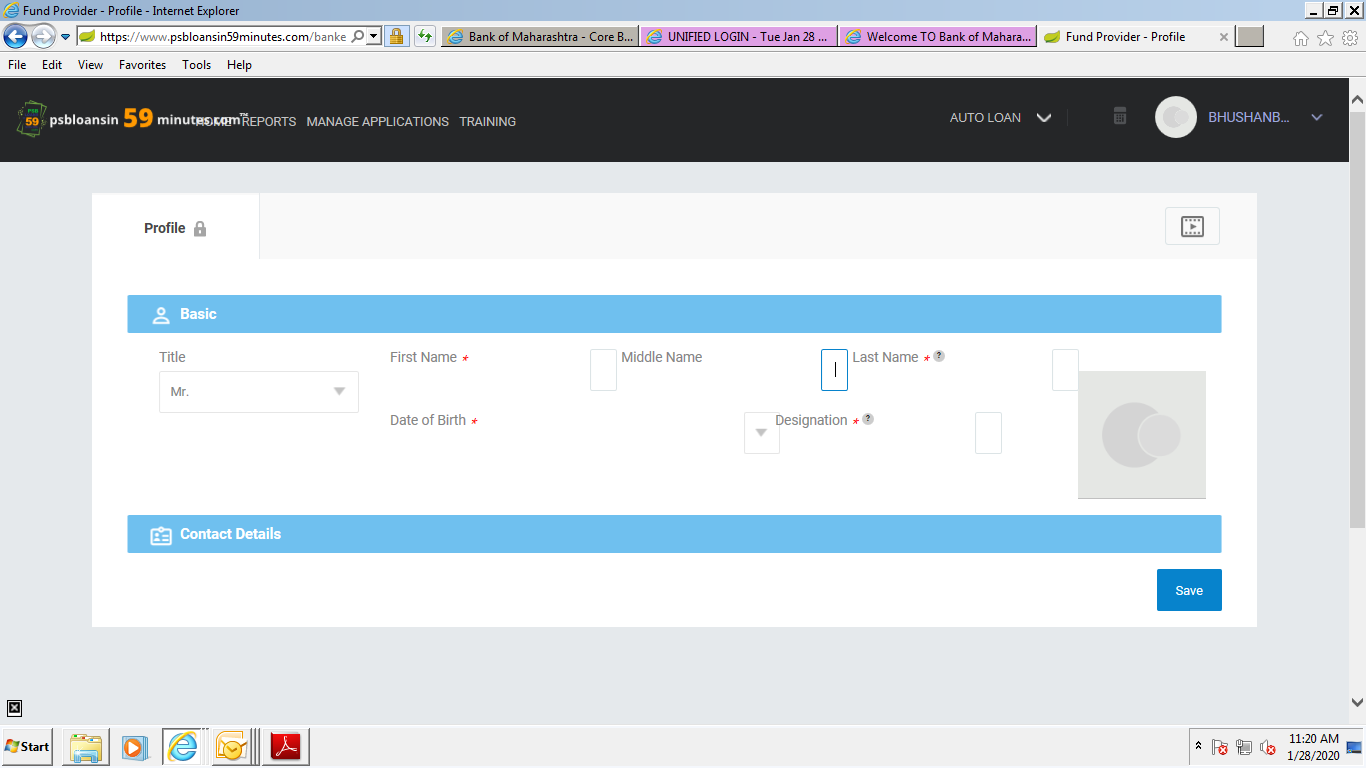 Fund Provider - Profile - Internet Explorer
https://www.psbloansin59minutes.com/banke
Bank of Maharashtra - Core B...
UNIFIED LOGIN - Tue Jan 28 ...
Welcome TO Bank of Mahara...
Fund Provider - Profile
File Edit View Favorites Tools Help
PSB
59
psbloansin 59 minutes.com™
HOME REPORTS MANAGE APPLICATIONS TRAINING
AUTO LOAN
BHUSHANB...
Profile
Basic
Title
First Name *
Middle Name
Last Name * ?
Mr.
Date of Birth *
Designation * ?
Contact Details
Save
Start
11:20 AM
1/28/2020